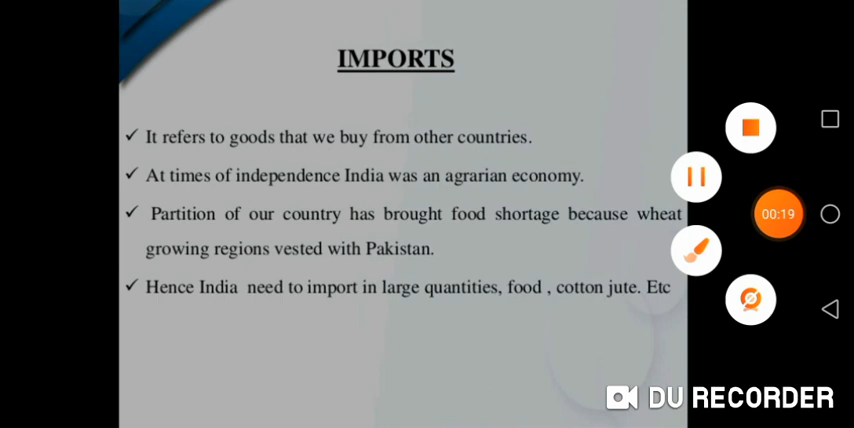 IMPORTS
✓ It refers to goods that we buy from other countries.
✓ At times of independence India was an agrarian economy.
✓ Partition of our country has brought food shortage because wheat
growing regions vested with Pakistan.
✓ Hence India need to import in large quantities, food , cotton jute. Etc
00:19
DU RECORDER